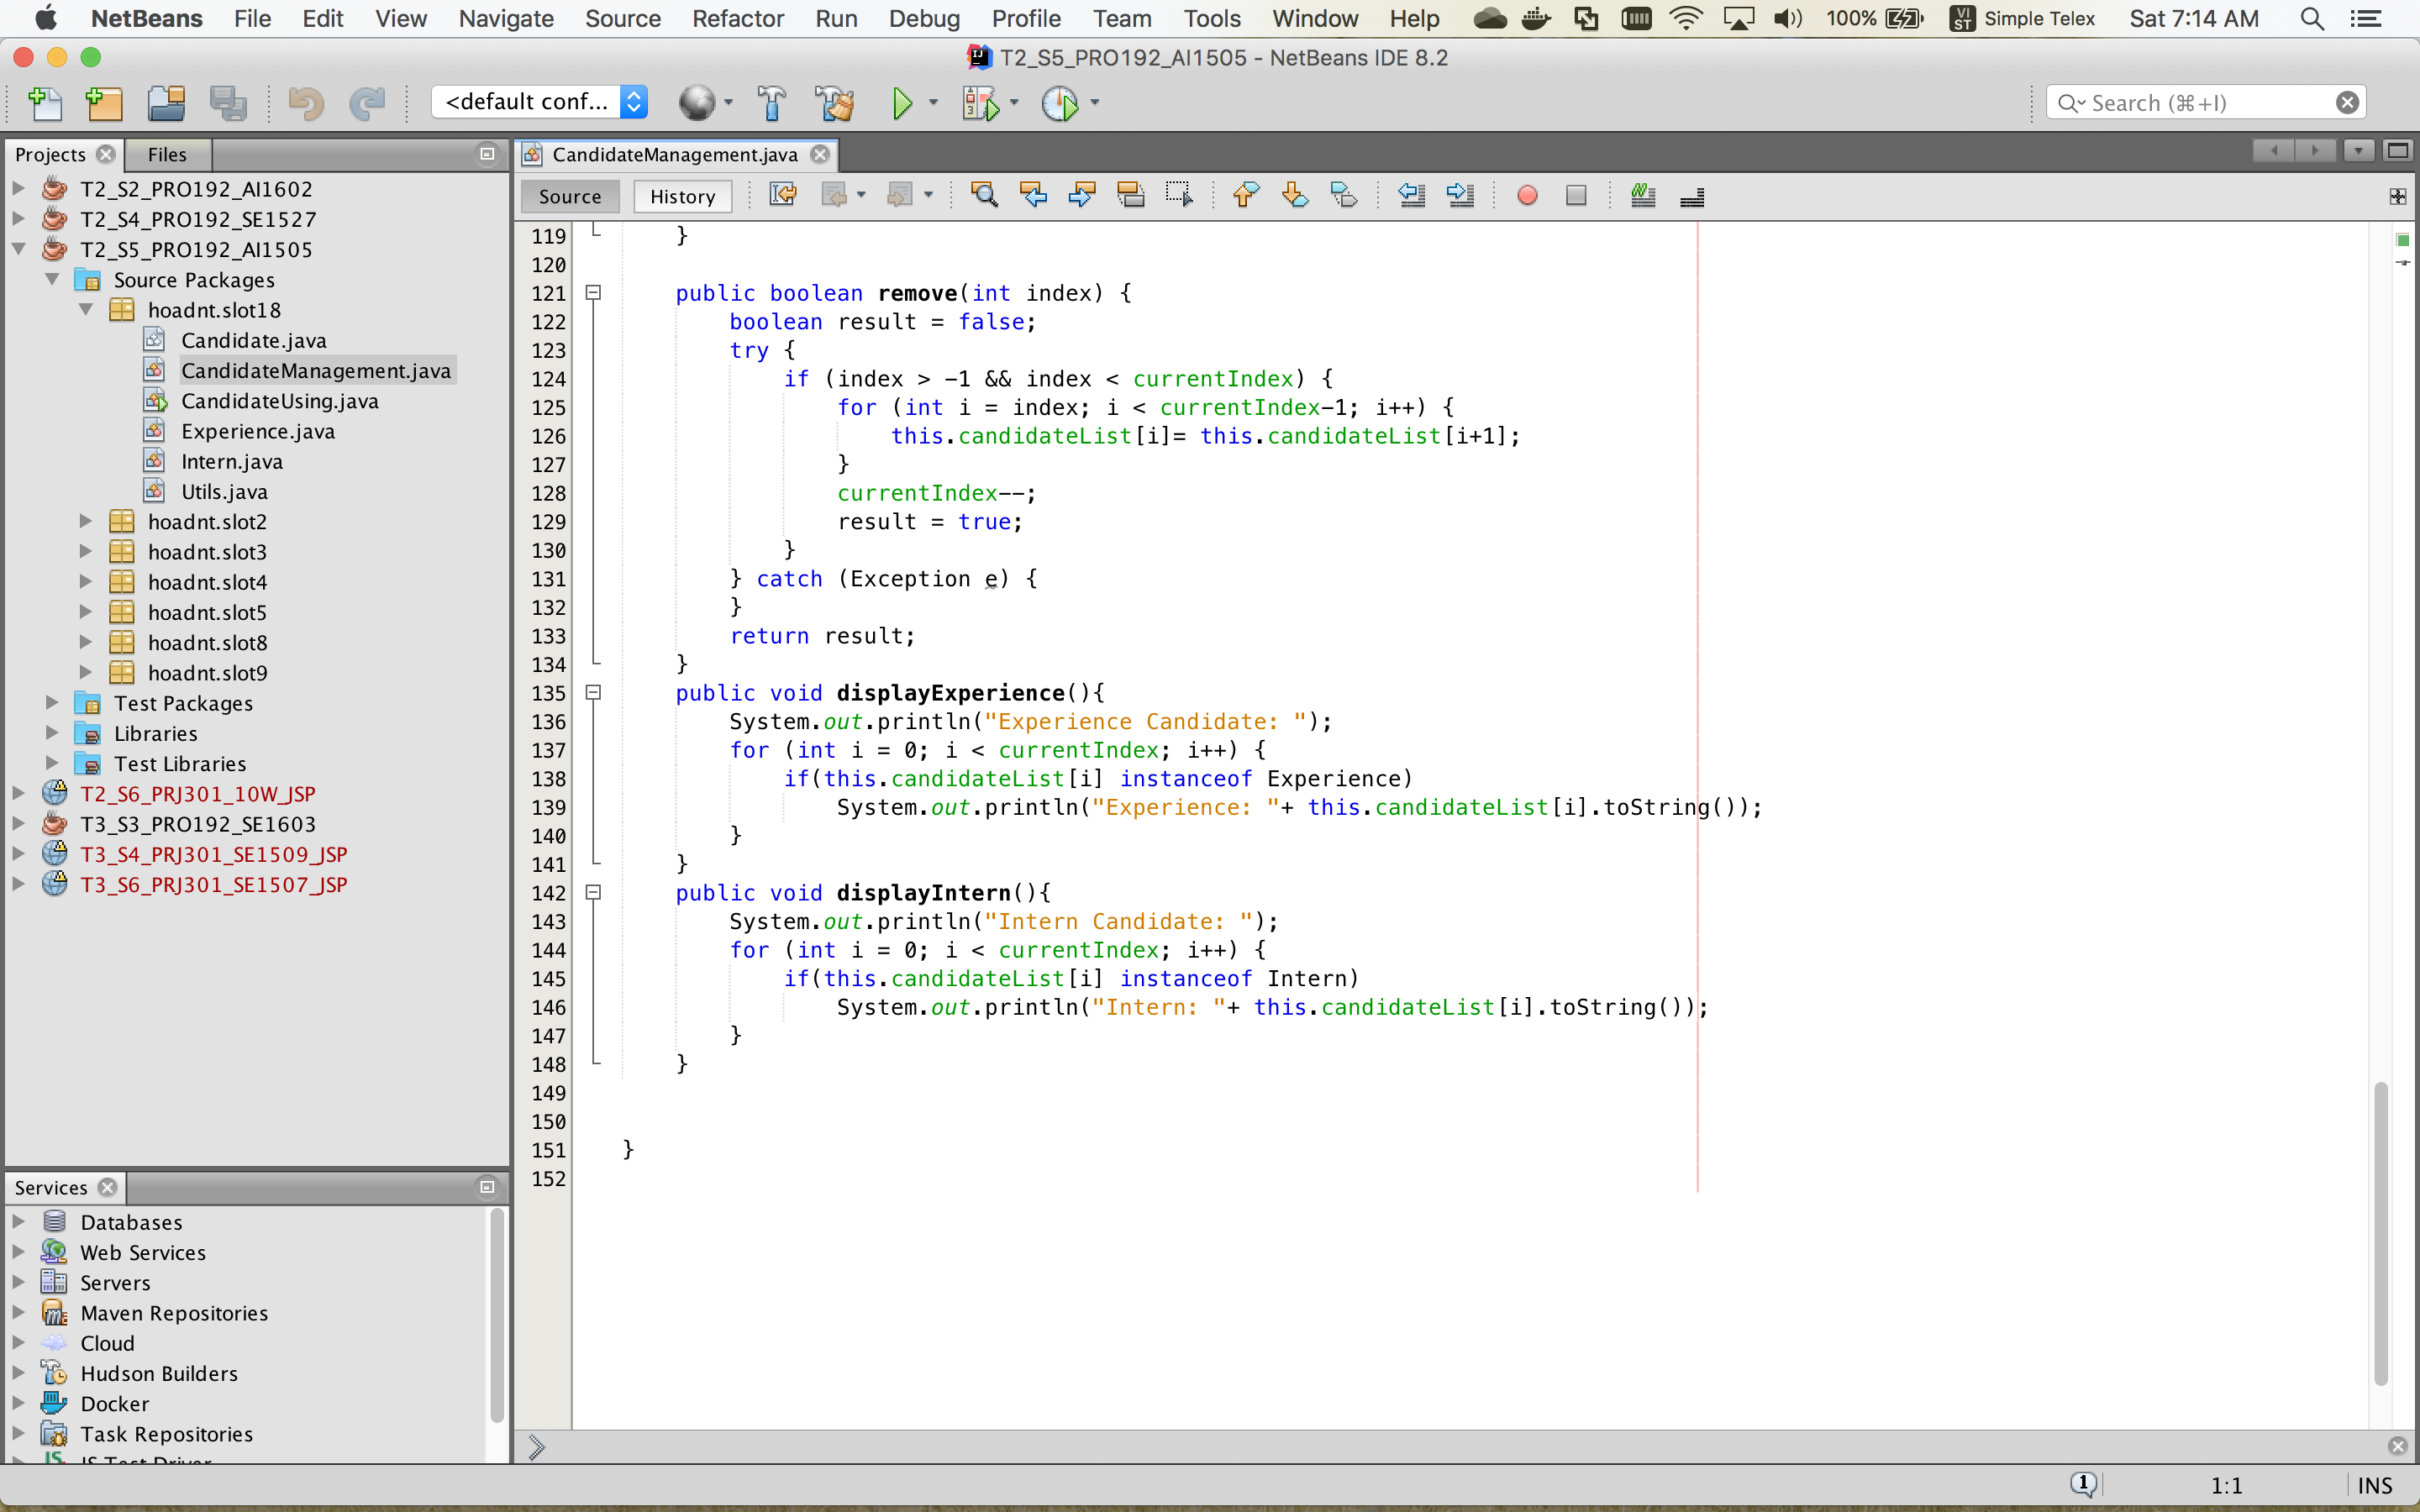 NetBeans File Edit View Navigate Source Refactor Run Debug Profile Team Tools Window Help 100% VI ST Simple Telex Sat 7:14 AM
T2_S5_PRO192_AI1505 - NetBeans IDE 8.2
<default conf... Search (⌘+I)
Projects Files
T2_S2_PRO192_AI1602
T2_S4_PRO192_SE1527
T2_S5_PRO192_AI1505
Source Packages
hoadnt.slot18
Candidate.java
CandidateManagement.java
CandidateUsing.java
Experience.java
Intern.java
Utils.java
hoadnt.slot2
hoadnt.slot3
hoadnt.slot4
hoadnt.slot5
hoadnt.slot8
hoadnt.slot9
Test Packages
Libraries
Test Libraries
T2_S6_PRJ301_10W_JSP
T3_S3_PRO192_SE1603
T3_S4_PRJ301_SE1509_JSP
T3_S6_PRJ301_SE1507_JSP
Services
Databases
Web Services
Servers
Maven Repositories
Cloud
Hudson Builders
Docker
Task Repositories
JS Test Driver
CandidateManagement.java
Source History
119 }
120
121 public boolean remove(int index) {
122 boolean result = false;
123 try {
124 if (index > -1 && index < currentIndex) {
125 for (int i = index; i < currentIndex-1; i++) {
126 this.candidateList[i]= this.candidateList[i+1];
127 }
128 currentIndex--;
129 result = true;
130 }
131 } catch (Exception e) {
132 }
133 return result;
134 }
135 public void displayExperience(){
136 System.out.println("Experience Candidate: ");
137 for (int i = 0; i < currentIndex; i++) {
138 if(this.candidateList[i] instanceof Experience)
139 System.out.println("Experience: "+ this.candidateList[i].toString());
140 }
141 }
142 public void displayIntern(){
143 System.out.println("Intern Candidate: ");
144 for (int i = 0; i < currentIndex; i++) {
145 if(this.candidateList[i] instanceof Intern)
146 System.out.println("Intern: "+ this.candidateList[i].toString());
147 }
148 }
149
150
151 }
152
1 1:1 INS